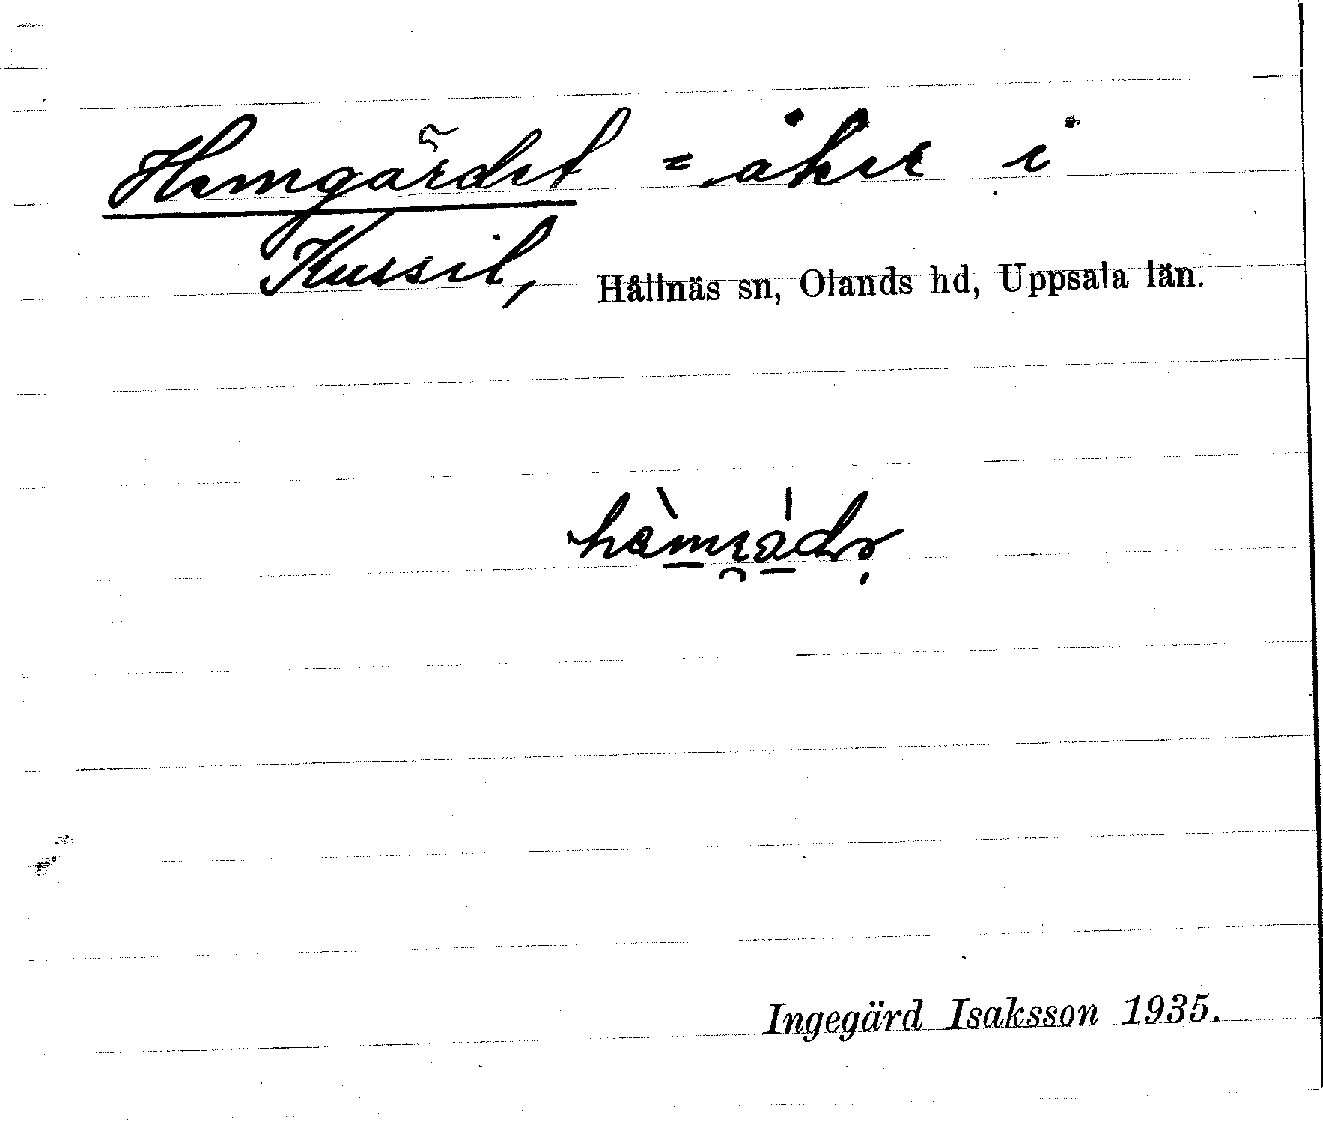 Hemgärdet = åker i
Kussil, Hållnäs sn, Olands hd, Uppsala län.
Ingegärd Isaksson 1935.